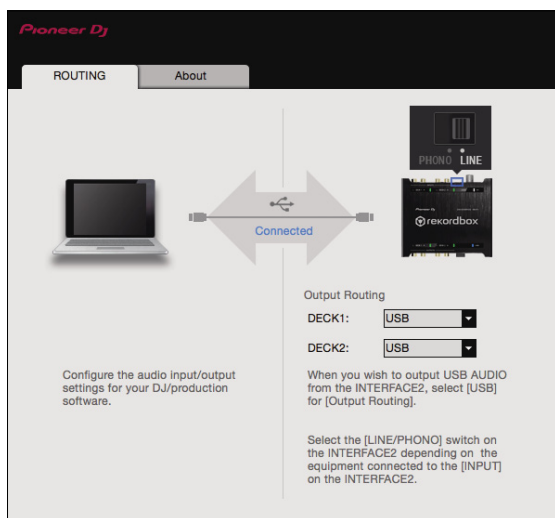 Pioneer Dj
ROUTING
About
PHONO LINE
Connected
rekordbox
Output Routing
DECK1: USB
DECK2: USB
Configure the audio input/output
settings for your DJ/production
software.
When you wish to output USB AUDIO
from the INTERFACE2, select [USB]
for [Output Routing].
Select the [LINE/PHONO] switch on
the INTERFACE2 depending on the
equipment connected to the [INPUT]
on the INTERFACE2.